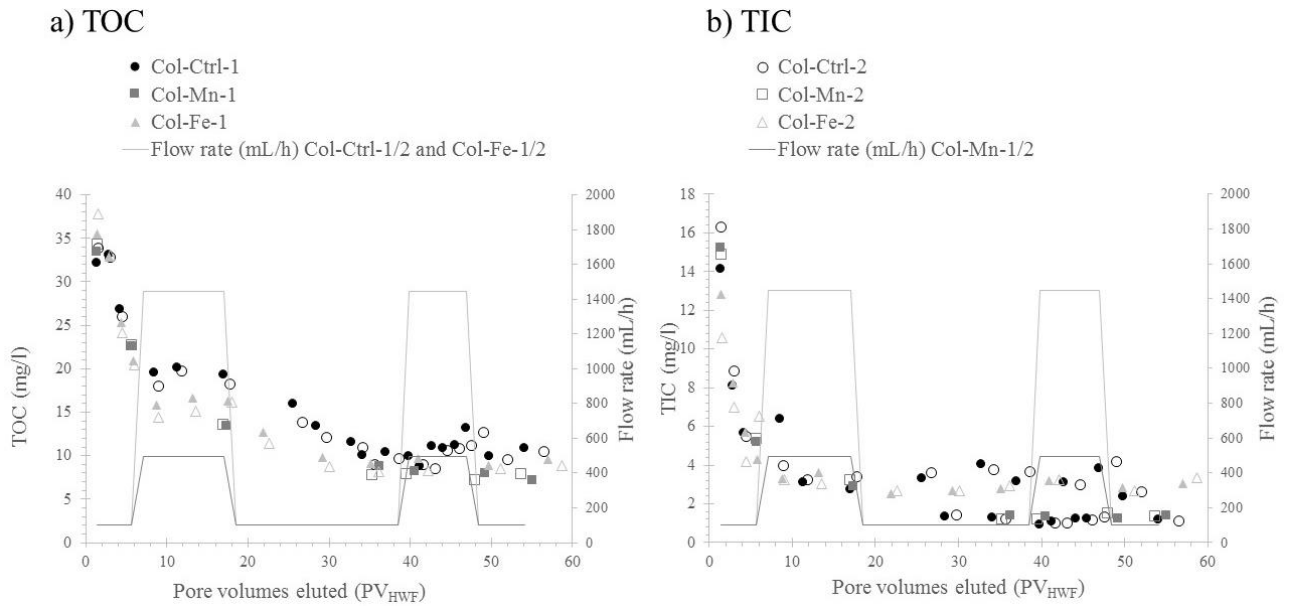 a) TOC
Col-Ctrl-1
Col-Mn-1
Col-Fe-1
Flow rate (mL/h) Col-Ctrl-1/2 and Col-Fe-1/2
40
35
30
25
20
15
10
5
0
TOC (mg/l)
2000
1800
1600
1400
1200
1000
800
600
400
200
0
Flow rate (mL/h)
0 10 20 30 40 50 60
Pore volumes eluted (PVHWF)
b) TIC
Col-Ctrl-2
Col-Mn-2
Col-Fe-2
Flow rate (mL/h) Col-Mn-1/2
18
16
14
12
10
8
6
4
2
0
TIC (mg/l)
2000
1800
1600
1400
1200
1000
800
600
400
200
0
Flow rate (mL/h)
0 10 20 30 40 50 60
Pore volumes eluted (PVHWF)